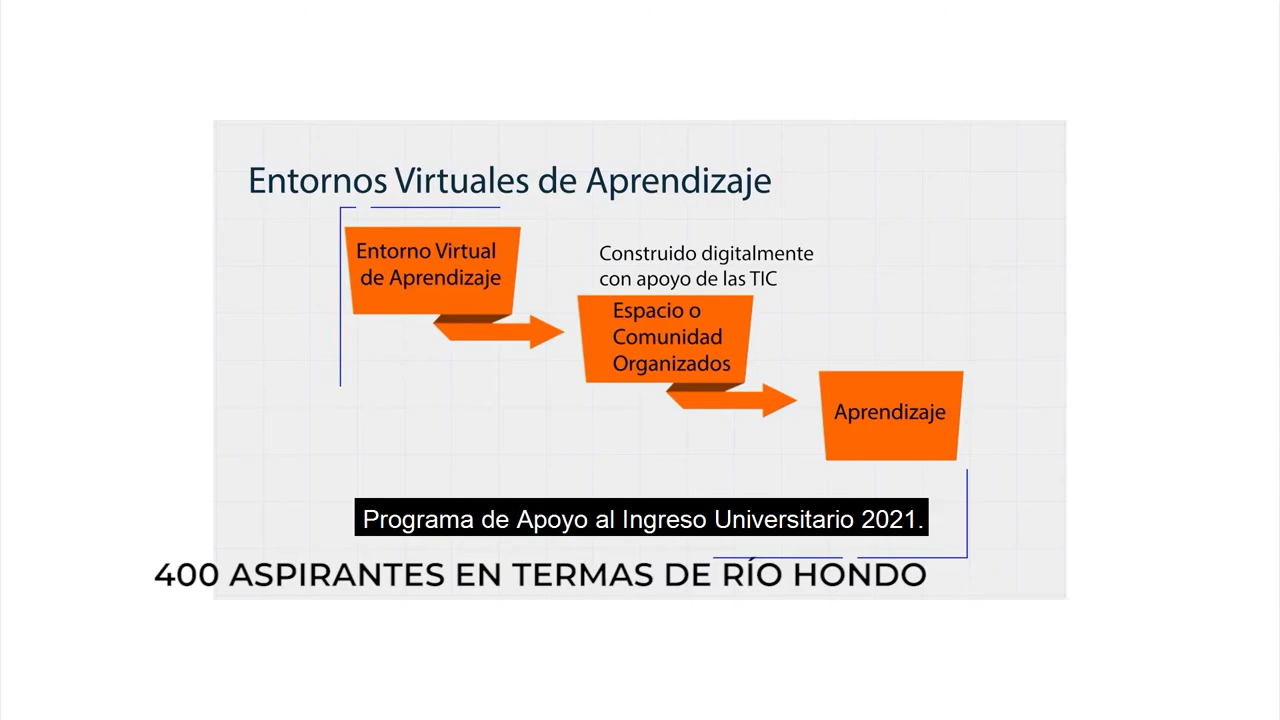 Entornos Virtuales de Aprendizaje
Entorno Virtual
de Aprendizaje
Construido digitalmente
con apoyo de las TIC
Espacio o
Comunidad
Organizados
Aprendizaje
Programa de Apoyo al Ingreso Universitario 2021.
400 ASPIRANTES EN TERMAS DE RÍO HONDO